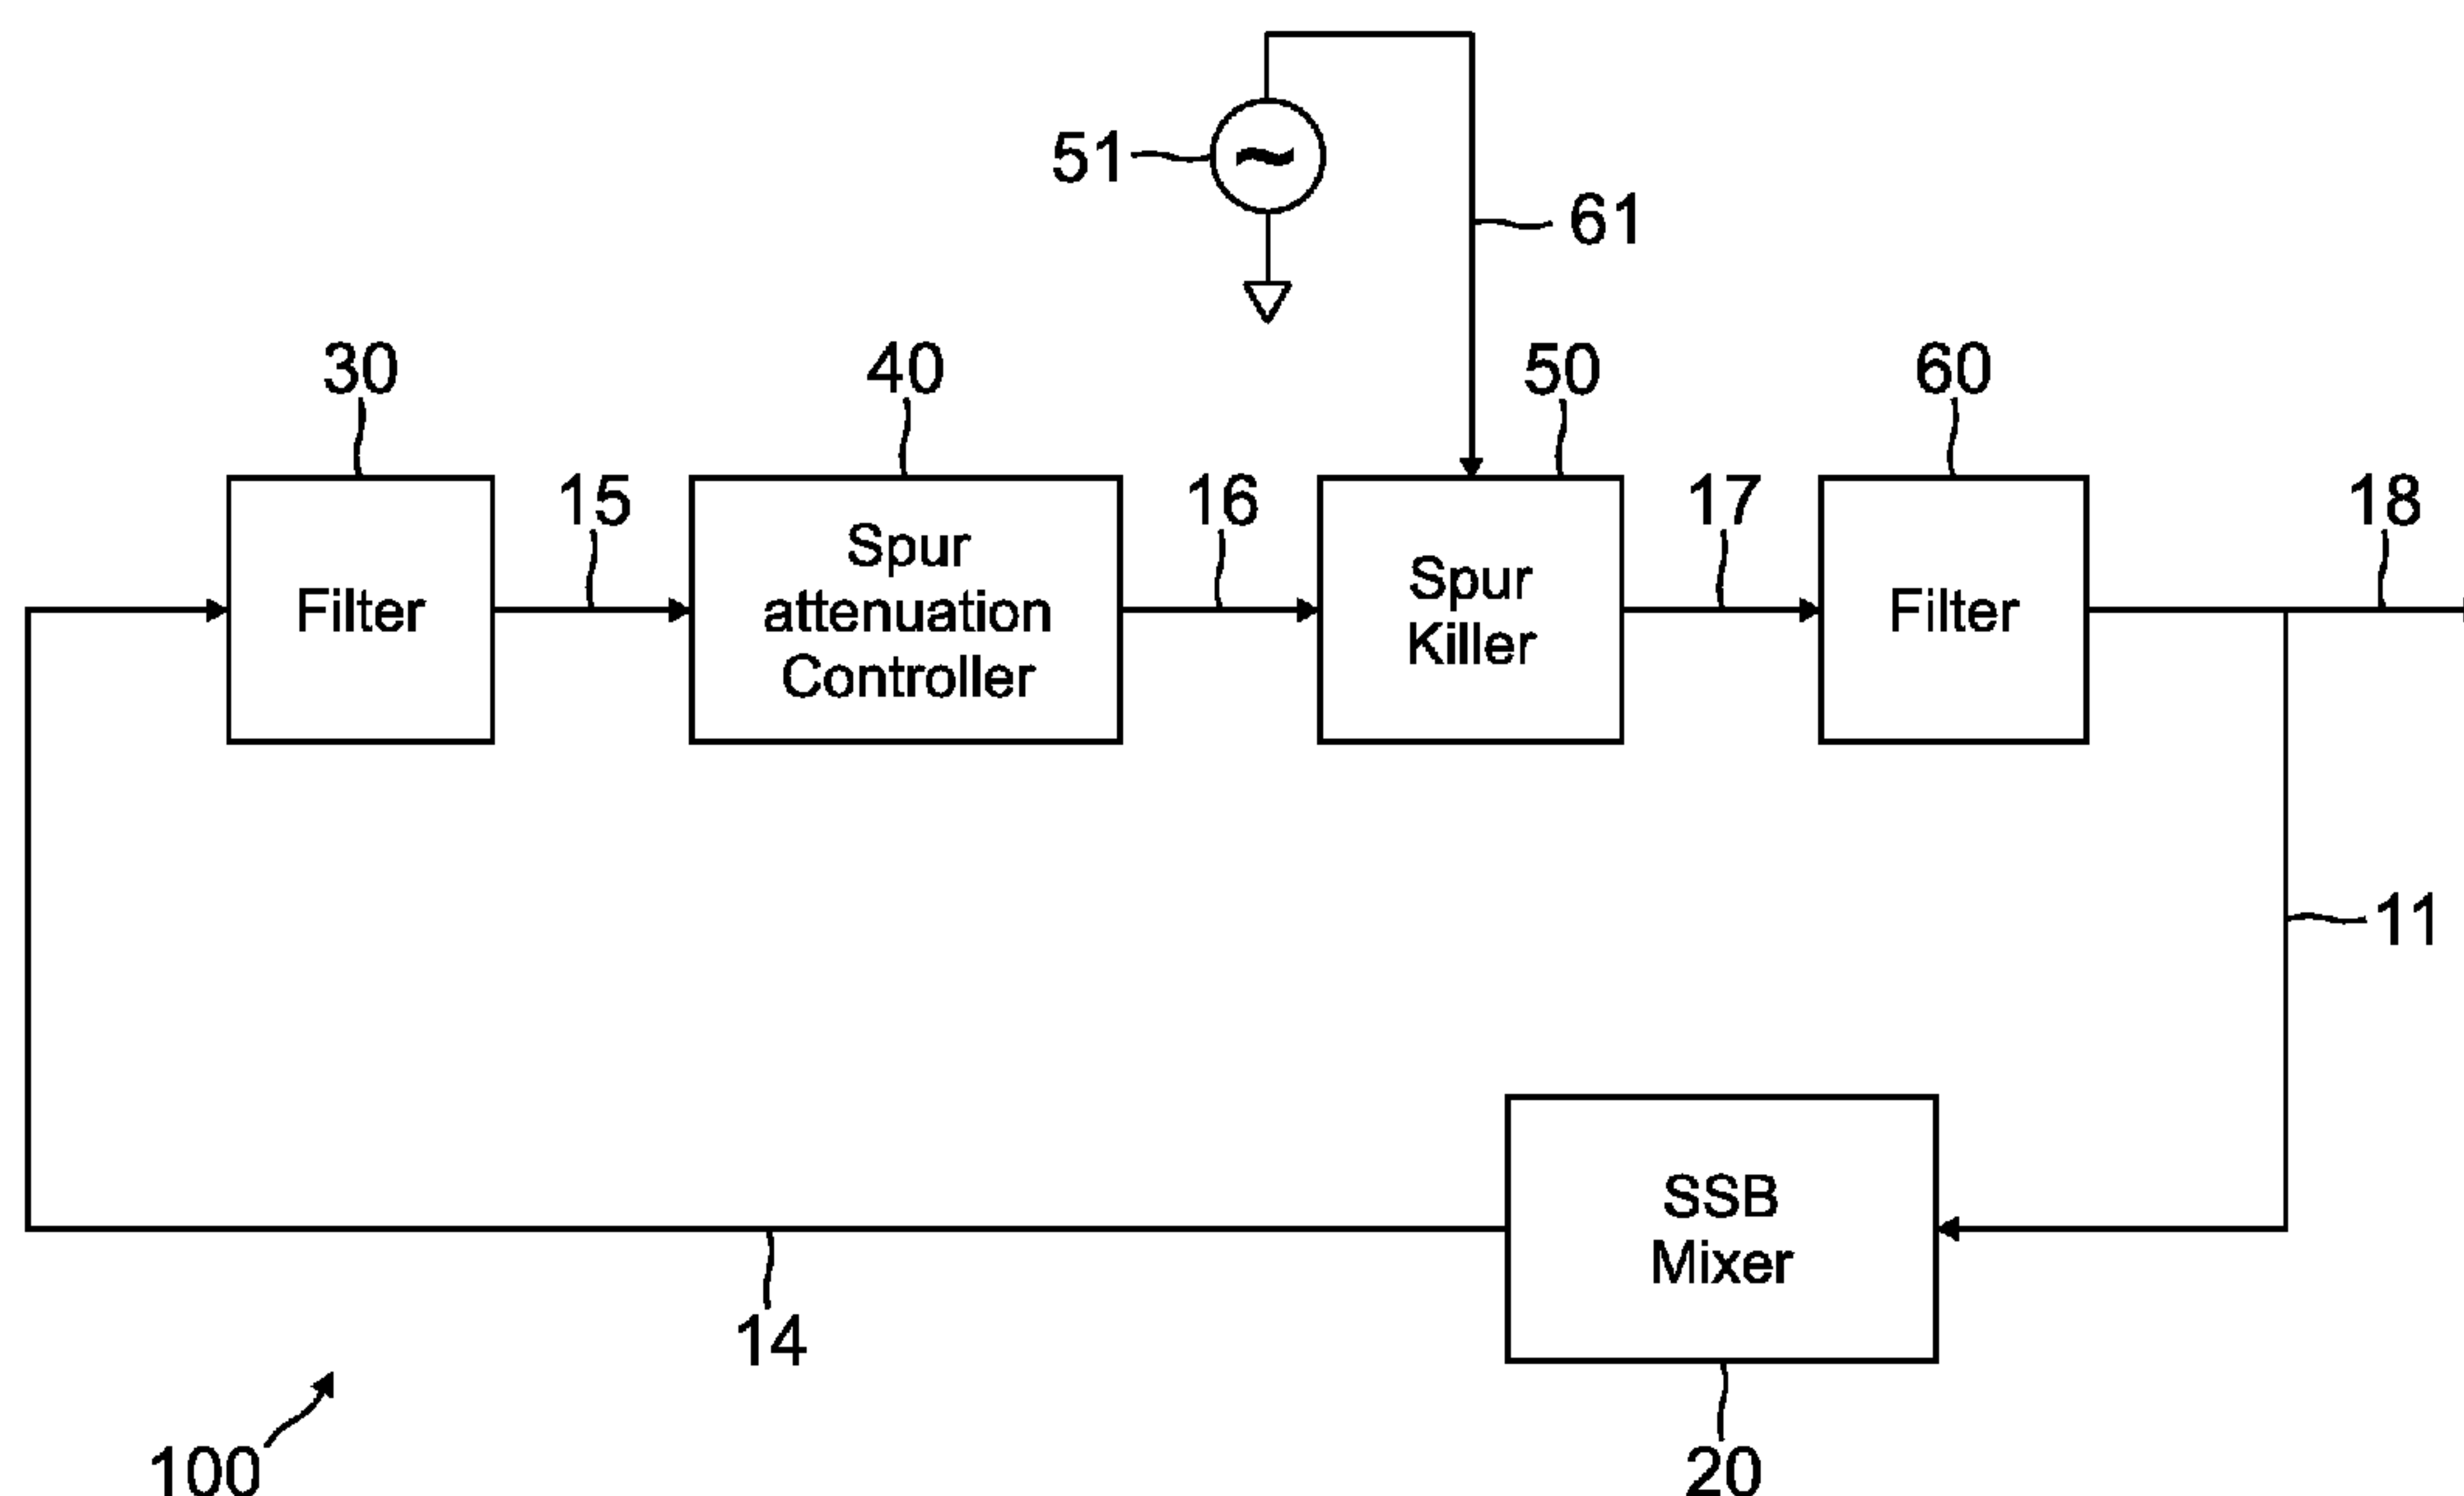 51
61
30
40
50
60
15
16
17
18
Filter
Spur
attenuation
Controller
Spur
Killer
Filter
11
SSB
Mixer
14
100
20